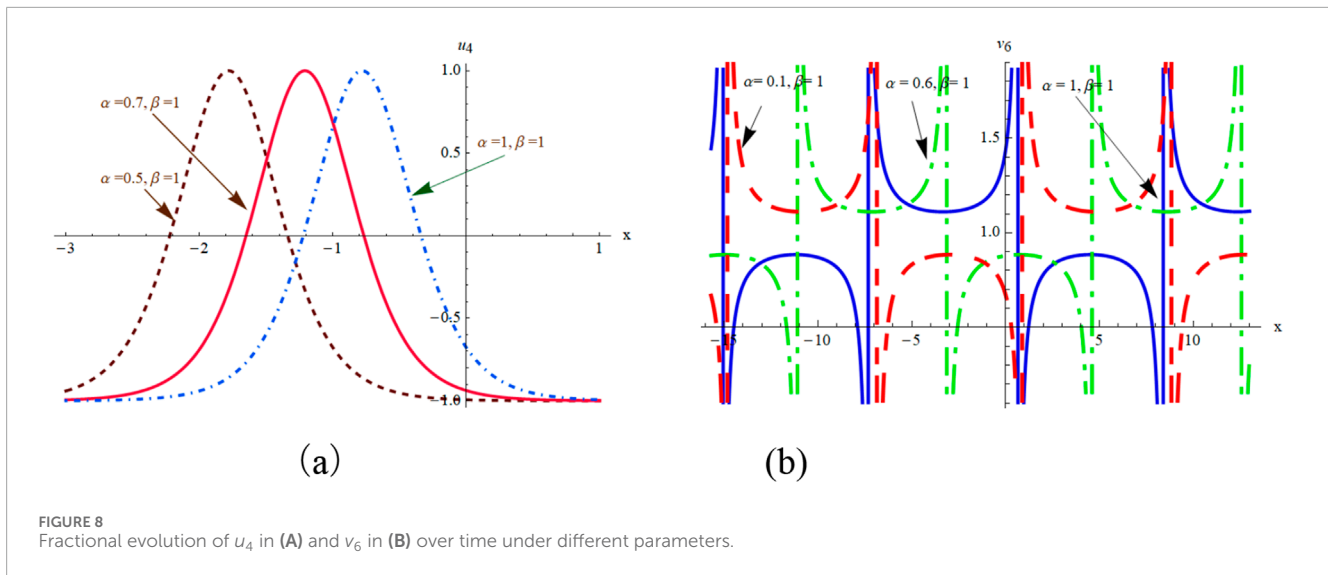 u₄
1.0
α=0.7, β=1
0.5
α=1, β=1
α=0.5, β=1
−3
−2
−1
1
x
−0.5
−1.0
(a)
v₆
α=0.1, β=1
α=0.6, β=1
α=1, β=1
1.5
1.0
−15
−10
−5
5
10
x
(b)
FIGURE 8
Fractional evolution of u₄ in (A) and v₆ in (B) over time under different parameters.